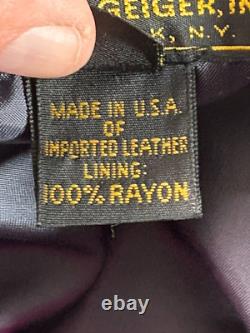 GEIGER, IN
K, N.Y.
MADE IN U.S.A.
OF
IMPORTED LEATHER
LINING:
100% RAYON